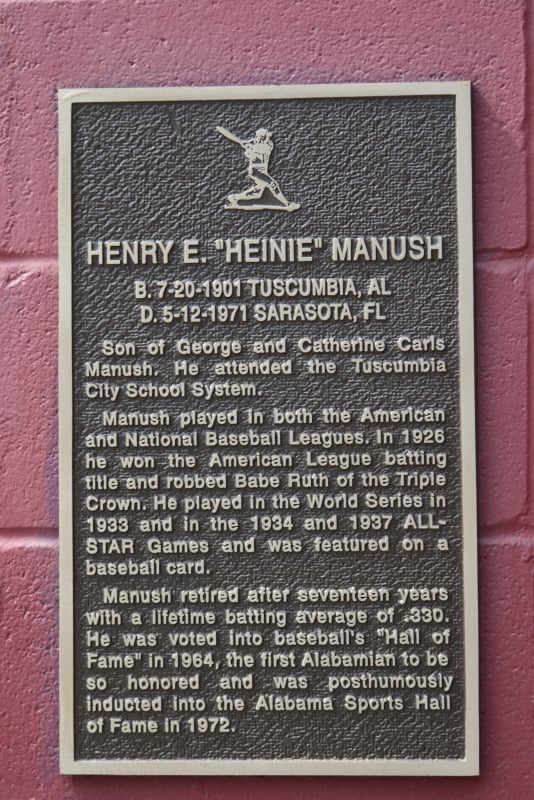 HENRY E. "HEINIE" MANUSH
B. 7-20-1901 TUSCUMBIA, AL
D. 5-12-1971 SARASOTA, FL
Son of George and Catherine Carls
Manush. He attended the Tuscumbia
City School System.
Manush played in both the American
and National Baseball Leagues. In 1926
he won the American League batting
title and robbed Babe Ruth of the Triple
Crown. He played in the World Series in
1933 and in the 1934 and 1937 ALL-
STAR Games and was featured on a
baseball card.
Manush retired after seventeen years
with a lifetime batting average of .330.
He was voted into baseball's "Hall of
Fame" in 1964, the first Alabamian to be
so honored and was posthumously
inducted into the Alabama Sports Hall
of Fame in 1972.